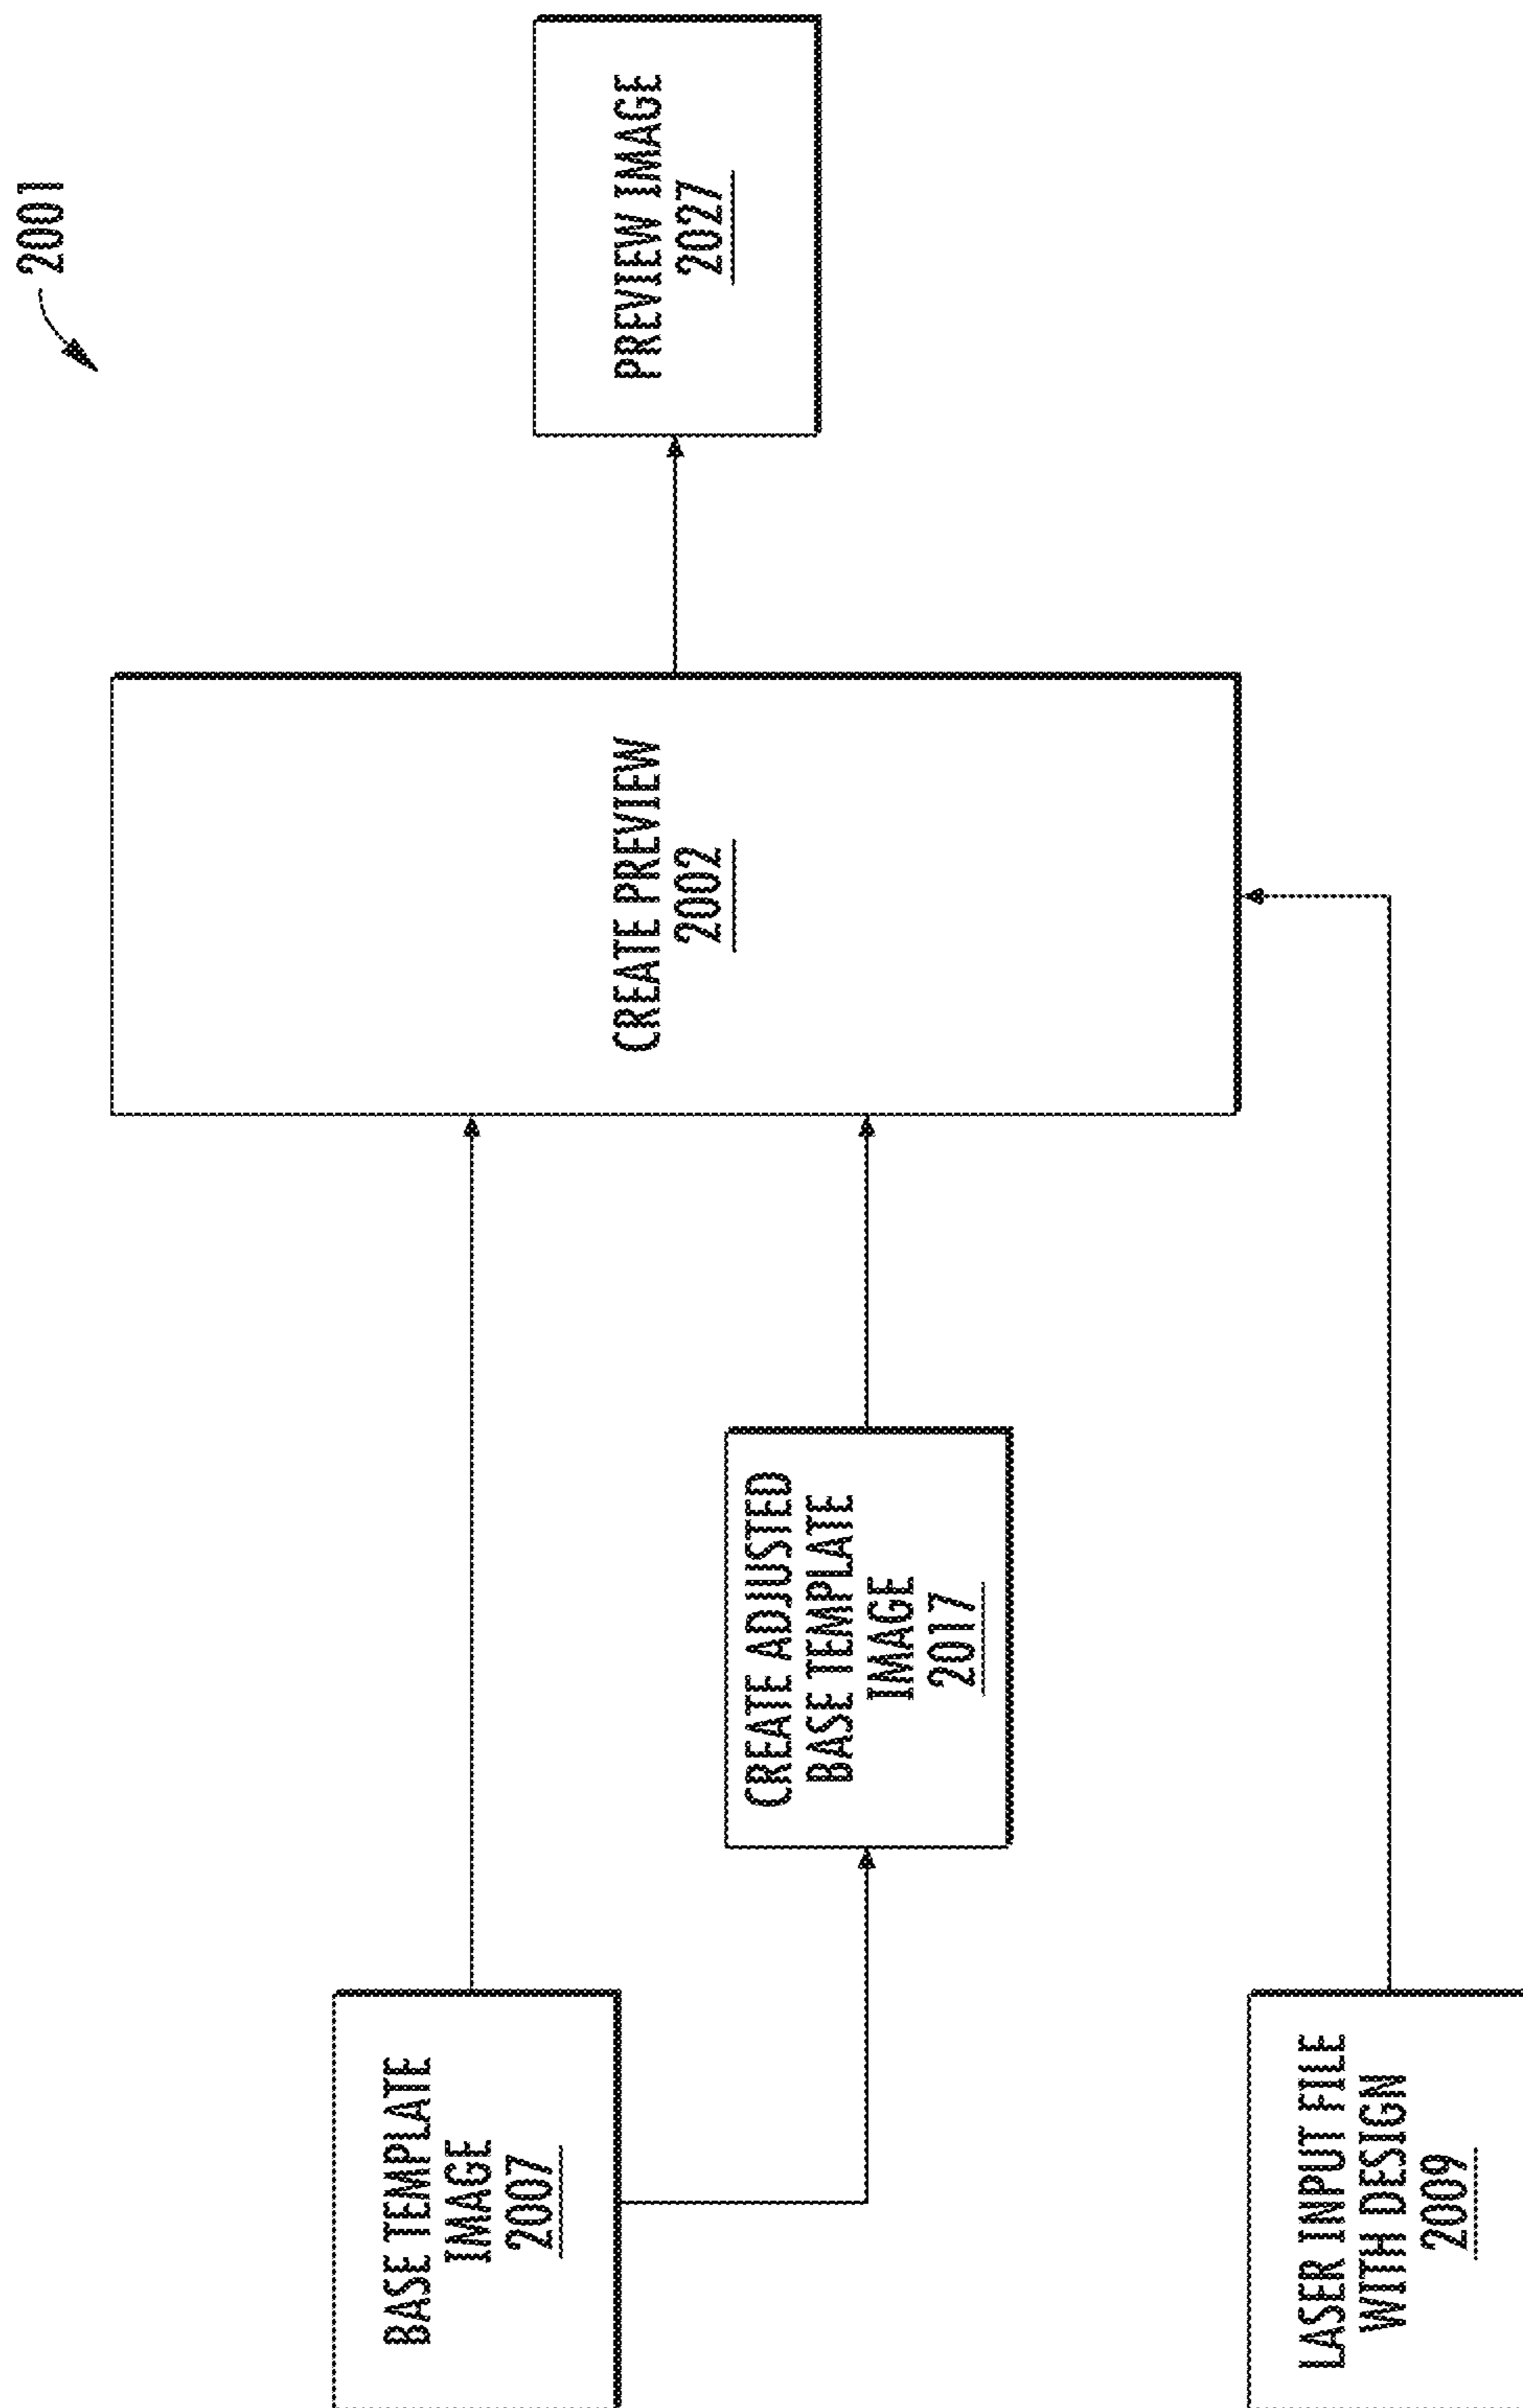 2001
BASE TEMPLATE
IMAGE
2007
CREATE ADJUSTED
BASE TEMPLATE
IMAGE
2017
LASER INPUT FILE
WITH DESIGN
2009
CREATE PREVIEW
2002
PREVIEW IMAGE
2027